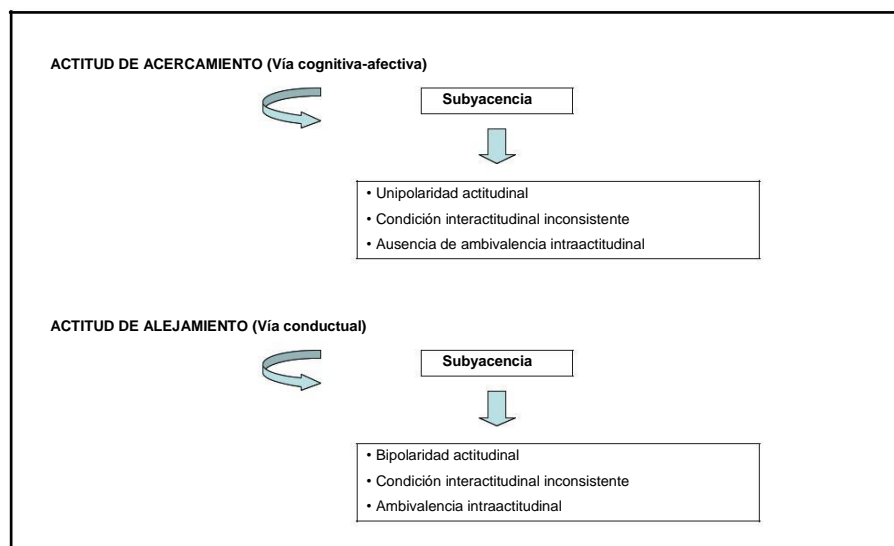 ACTITUD DE ACERCAMIENTO (Vía cognitiva-afectiva)
Subyacencia
• Unipolaridad actitudinal
• Condición interactitudinal inconsistente
• Ausencia de ambivalencia intraactitudinal
ACTITUD DE ALEJAMIENTO (Vía conductual)
Subyacencia
• Bipolaridad actitudinal
• Condición interactitudinal inconsistente
• Ambivalencia intraactitudinal